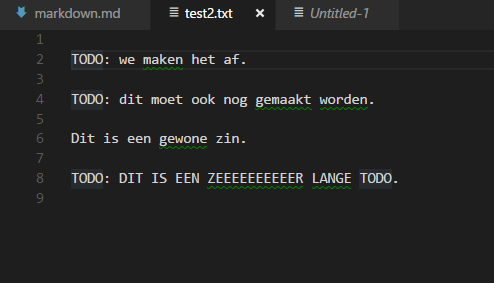 markdown.md test2.txt Untitled-1
1
2 TODO: we maken het af.
3
4 TODO: dit moet ook nog gemaakt worden.
5
6 Dit is een gewone zin.
7
8 TODO: DIT IS EEN ZEEEEEEEEEEER LANGE TODO.
9